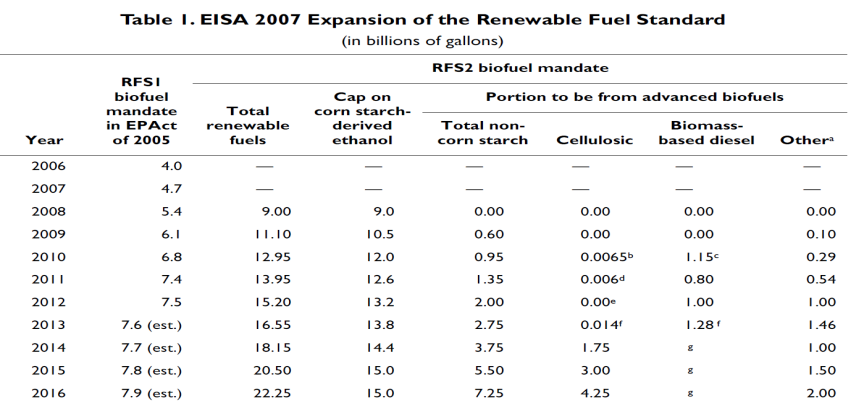 Table 1. EISA 2007 Expansion of the Renewable Fuel Standard
(in billions of gallons)
RFS2 biofuel mandate
RFS1
biofuel
mandate
in EPAct
of 2005
Year
Total
renewable
fuels
Cap on
corn starch-
derived
ethanol
Portion to be from advanced biofuels
Total non-
corn starch
Cellulosic
Biomass-
based diesel
Otherᵃ
2006 4.0 — — — — — —
2007 4.7 — — — — — —
2008 5.4 9.00 9.0 0.00 0.00 0.00 0.00
2009 6.1 11.10 10.5 0.60 0.00 0.00 0.10
2010 6.8 12.95 12.0 0.95 0.0065ᵇ 1.15ᶜ 0.29
2011 7.4 13.95 12.6 1.35 0.006ᵈ 0.80 0.54
2012 7.5 15.20 13.2 2.00 0.00ᵉ 1.00 1.00
2013 7.6 (est.) 16.55 13.8 2.75 0.014ᶠ 1.28 ᶠ 1.46
2014 7.7 (est.) 18.15 14.4 3.75 1.75 ᵍ 1.00
2015 7.8 (est.) 20.50 15.0 5.50 3.00 ᵍ 1.50
2016 7.9 (est.) 22.25 15.0 7.25 4.25 ᵍ 2.00